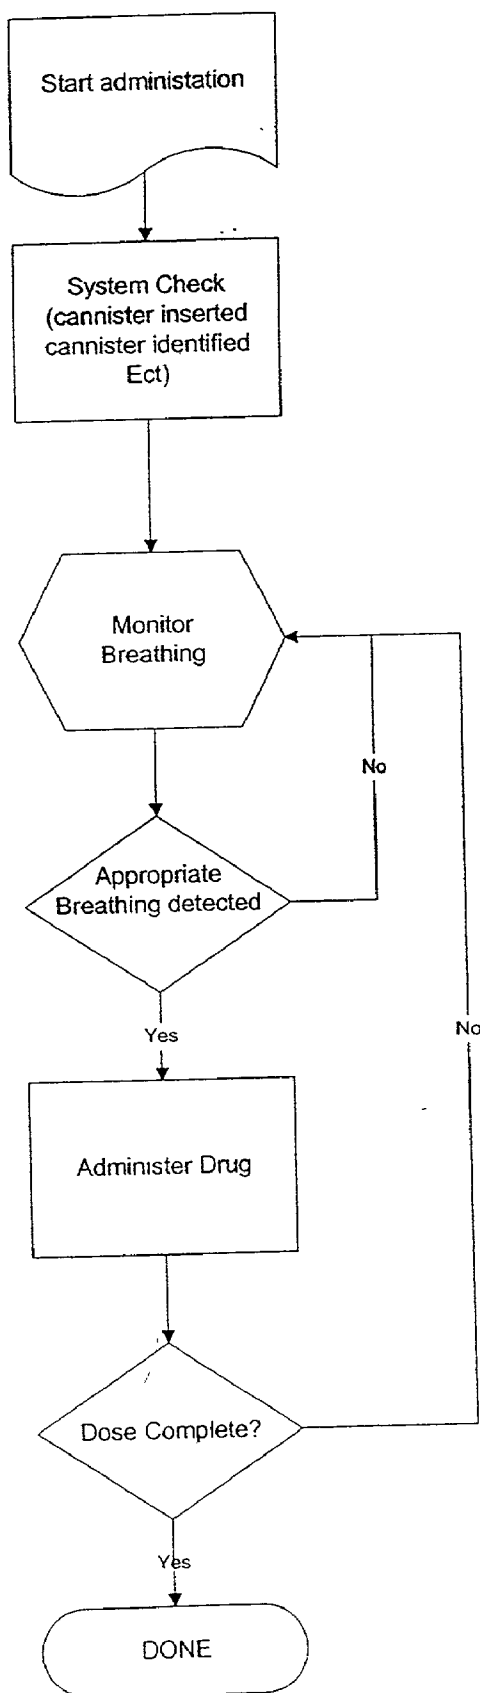 Start administation
System Check
(cannister inserted
cannister identified
Ect)
Monitor
Breathing
No
Appropriate
Breathing detected
Yes
No
Administer Drug
Dose Complete?
Yes
DONE